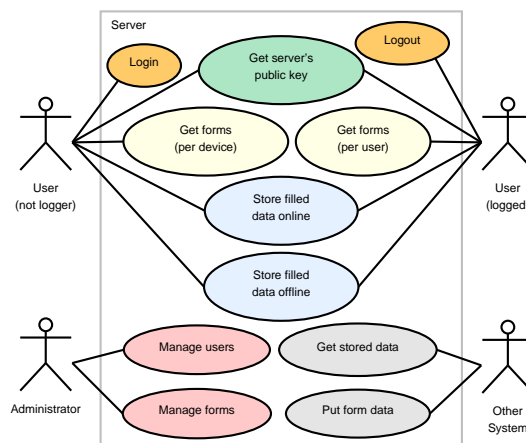 Server
Login
Get server's
public key
Logout
Get forms
(per device)
Get forms
(per user)
User
(not logger)
User
(logged)
Store filled
data online
Store filled
data offline
Manage users
Get stored data
Administrator
Manage forms
Put form data
Other
System